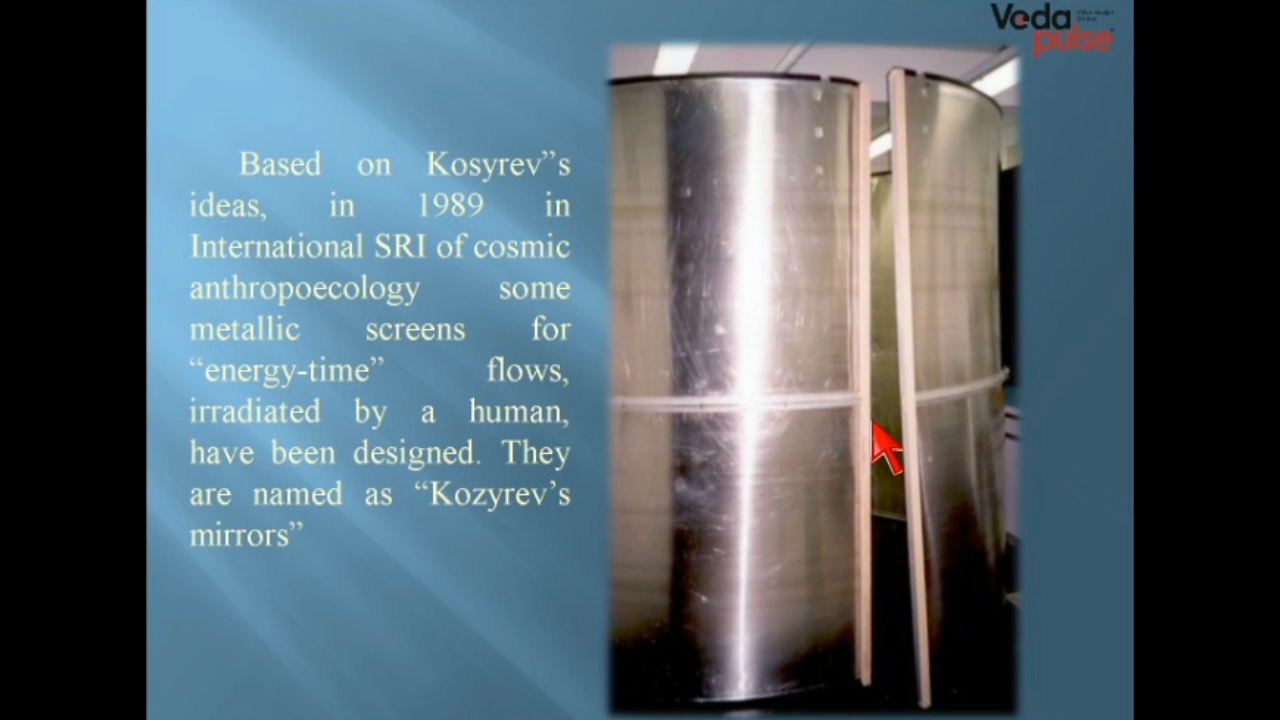 Veda
pulse
Based on Kosyrev”s
ideas, in 1989 in
International SRI of cosmic
anthropoecology some
metallic screens for
“energy-time” flows,
irradiated by a human,
have been designed. They
are named as “Kozyrev’s
mirrors”